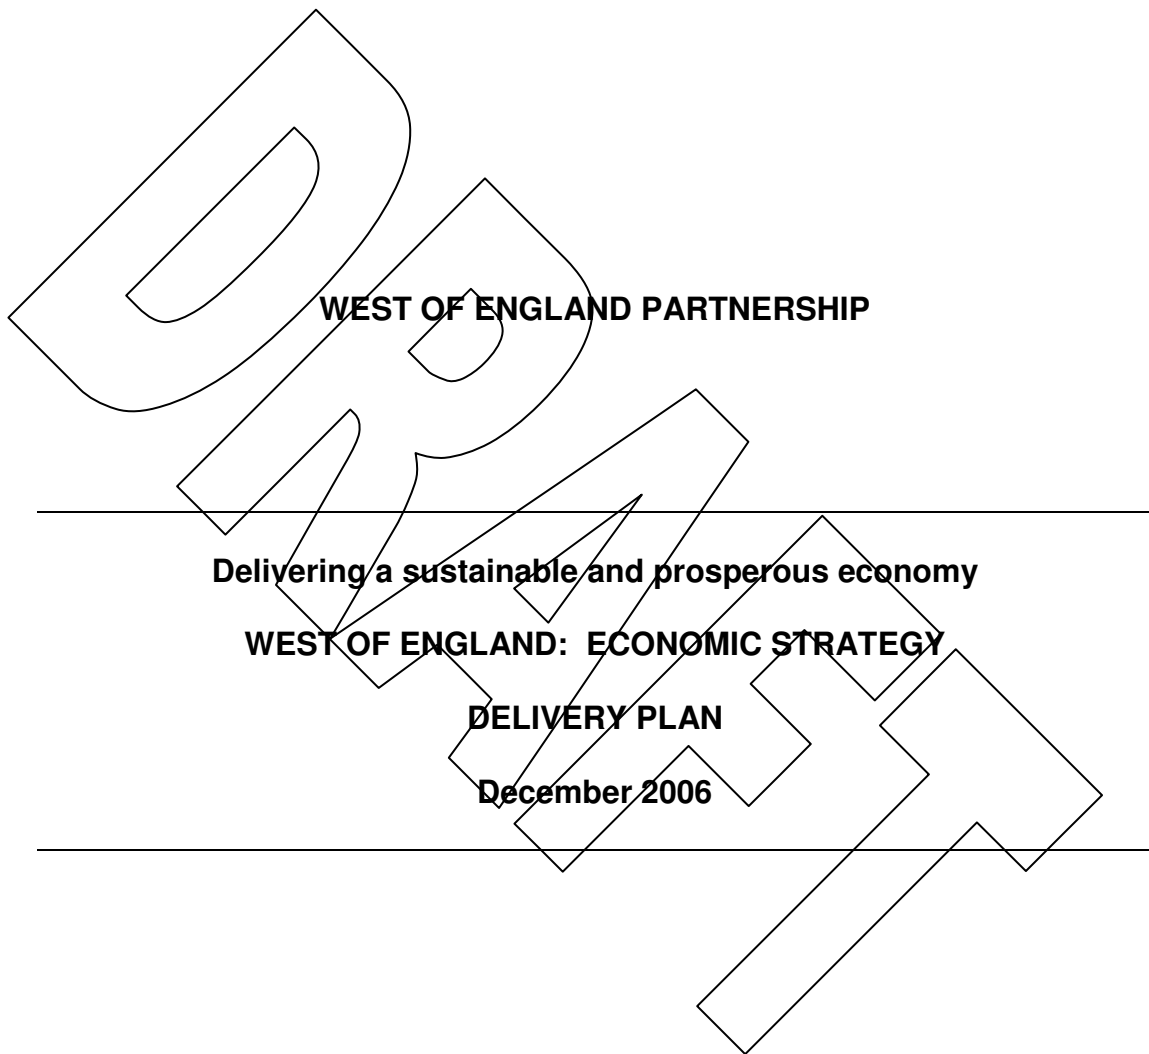 WEST OF ENGLAND PARTNERSHIP
Delivering a sustainable and prosperous economy
WEST OF ENGLAND:  ECONOMIC STRATEGY
DELIVERY PLAN
December 2006
DRAFT